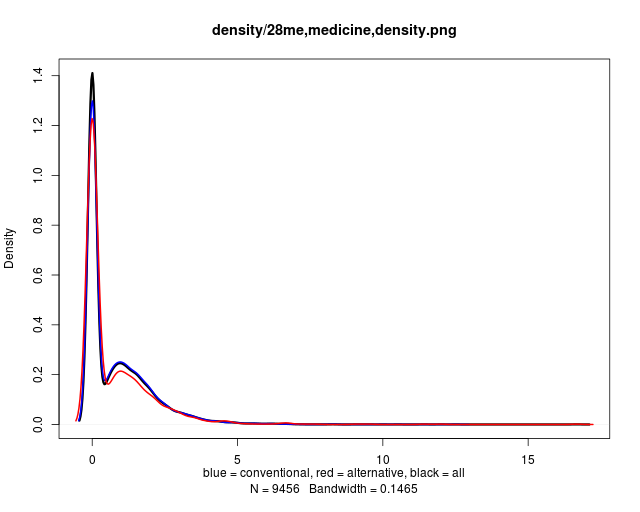 density/28me,medicine,density.png
Density
1.4
1.2
1.0
0.8
0.6
0.4
0.2
0.0
0 5 10 15
blue = conventional, red = alternative, black = all
N = 9456 Bandwidth = 0.1465